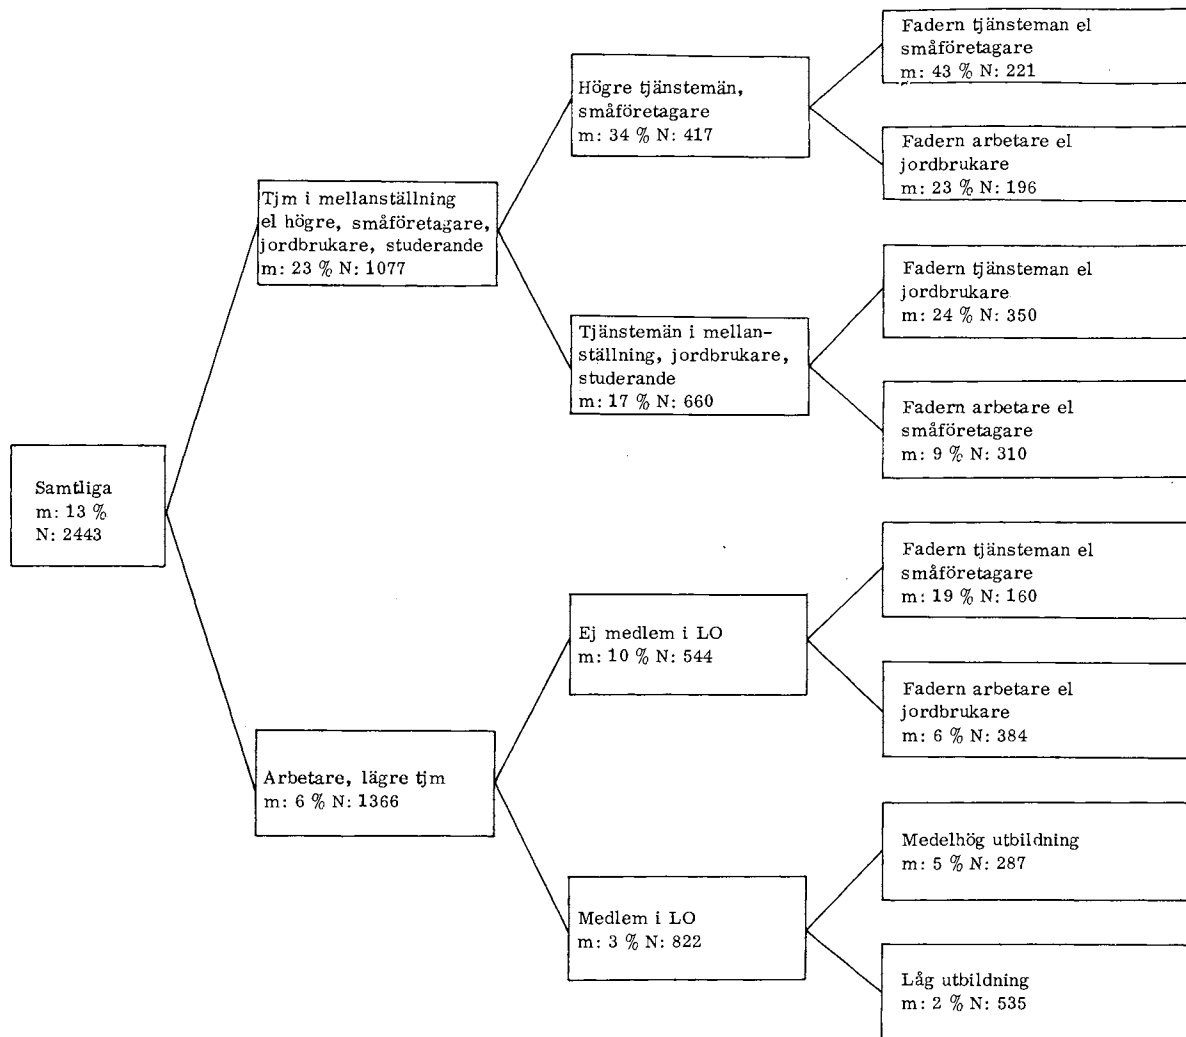 Samtliga
m: 13 %
N: 2443
Tjm i mellanställning
el högre, småföretagare,
jordbrukare, studerande
m: 23 % N: 1077
Arbetare, lägre tjm
m: 6 % N: 1366
Högre tjänstemän,
småföretagare
m: 34 % N: 417
Tjänstemän i mellan-
ställning, jordbrukare,
studerande
m: 17 % N: 660
Ej medlem i LO
m: 10 % N: 544
Medlem i LO
m: 3 % N: 822
Fadern tjänsteman el
småföretagare
m: 43 % N: 221
Fadern arbetare el
jordbrukare
m: 23 % N: 196
Fadern tjänsteman el
jordbrukare
m: 24 % N: 350
Fadern arbetare el
småföretagare
m: 9 % N: 310
Fadern tjänsteman el
småföretagare
m: 19 % N: 160
Fadern arbetare el
jordbrukare
m: 6 % N: 384
Medelhög utbildning
m: 5 % N: 287
Låg utbildning
m: 2 % N: 535